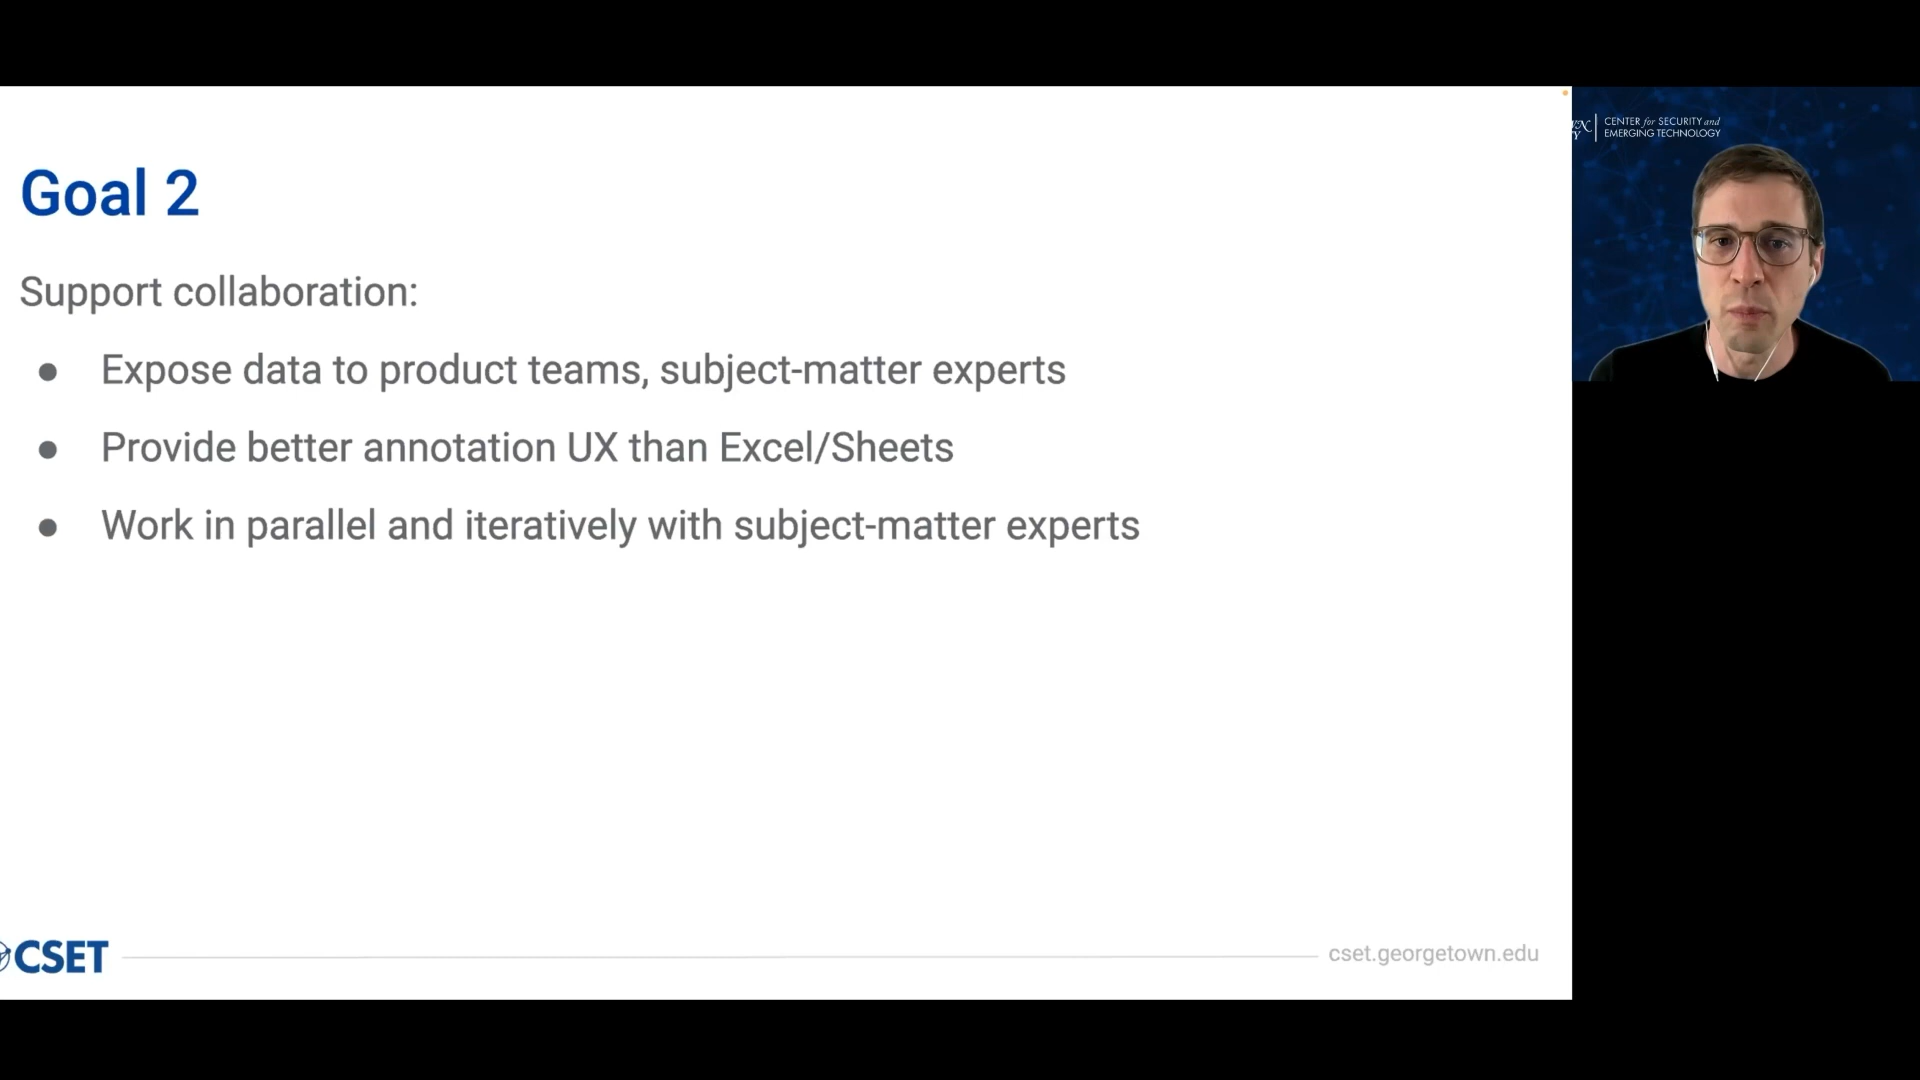 Goal 2
Support collaboration:
● Expose data to product teams, subject-matter experts
● Provide better annotation UX than Excel/Sheets
● Work in parallel and iteratively with subject-matter experts
CSET
cset.georgetown.edu
CENTER for SECURITY and
EMERGING TECHNOLOGY